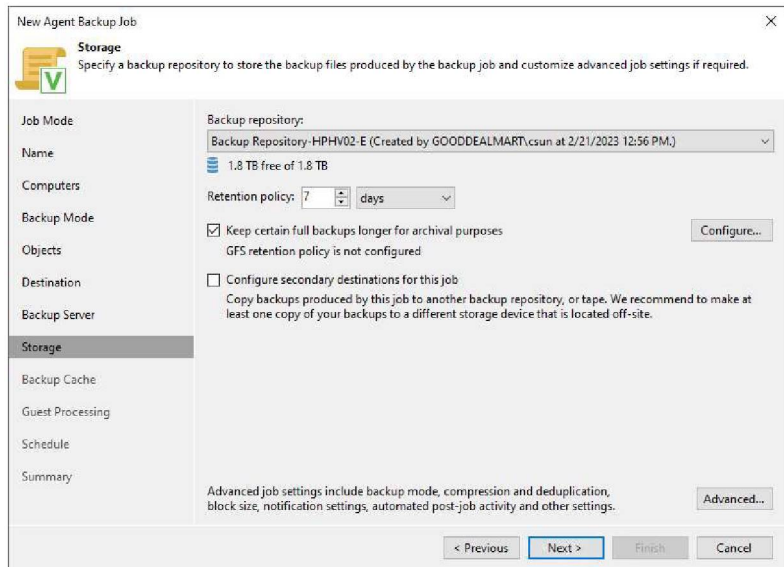 New Agent Backup Job
Storage
Specify a backup repository to store the backup files produced by the backup job and customize advanced job settings if required.
Job Mode
Name
Computers
Backup Mode
Objects
Destination
Backup Server
Storage
Backup Cache
Guest Processing
Schedule
Summary
Backup repository:
Backup Repository-HPHV02-E (Created by GOODDEALMART\csun at 2/21/2023 12:56 PM.)
1.8 TB free of 1.8 TB
Retention policy: 7 days
Keep certain full backups longer for archival purposes
Configure...
GFS retention policy is not configured
Configure secondary destinations for this job
Copy backups produced by this job to another backup repository, or tape. We recommend to make at
least one copy of your backups to a different storage device that is located off-site.
Advanced job settings include backup mode, compression and deduplication,
block size, notification settings, automated post-job activity and other settings.
Advanced...
< Previous
Next >
Finish
Cancel